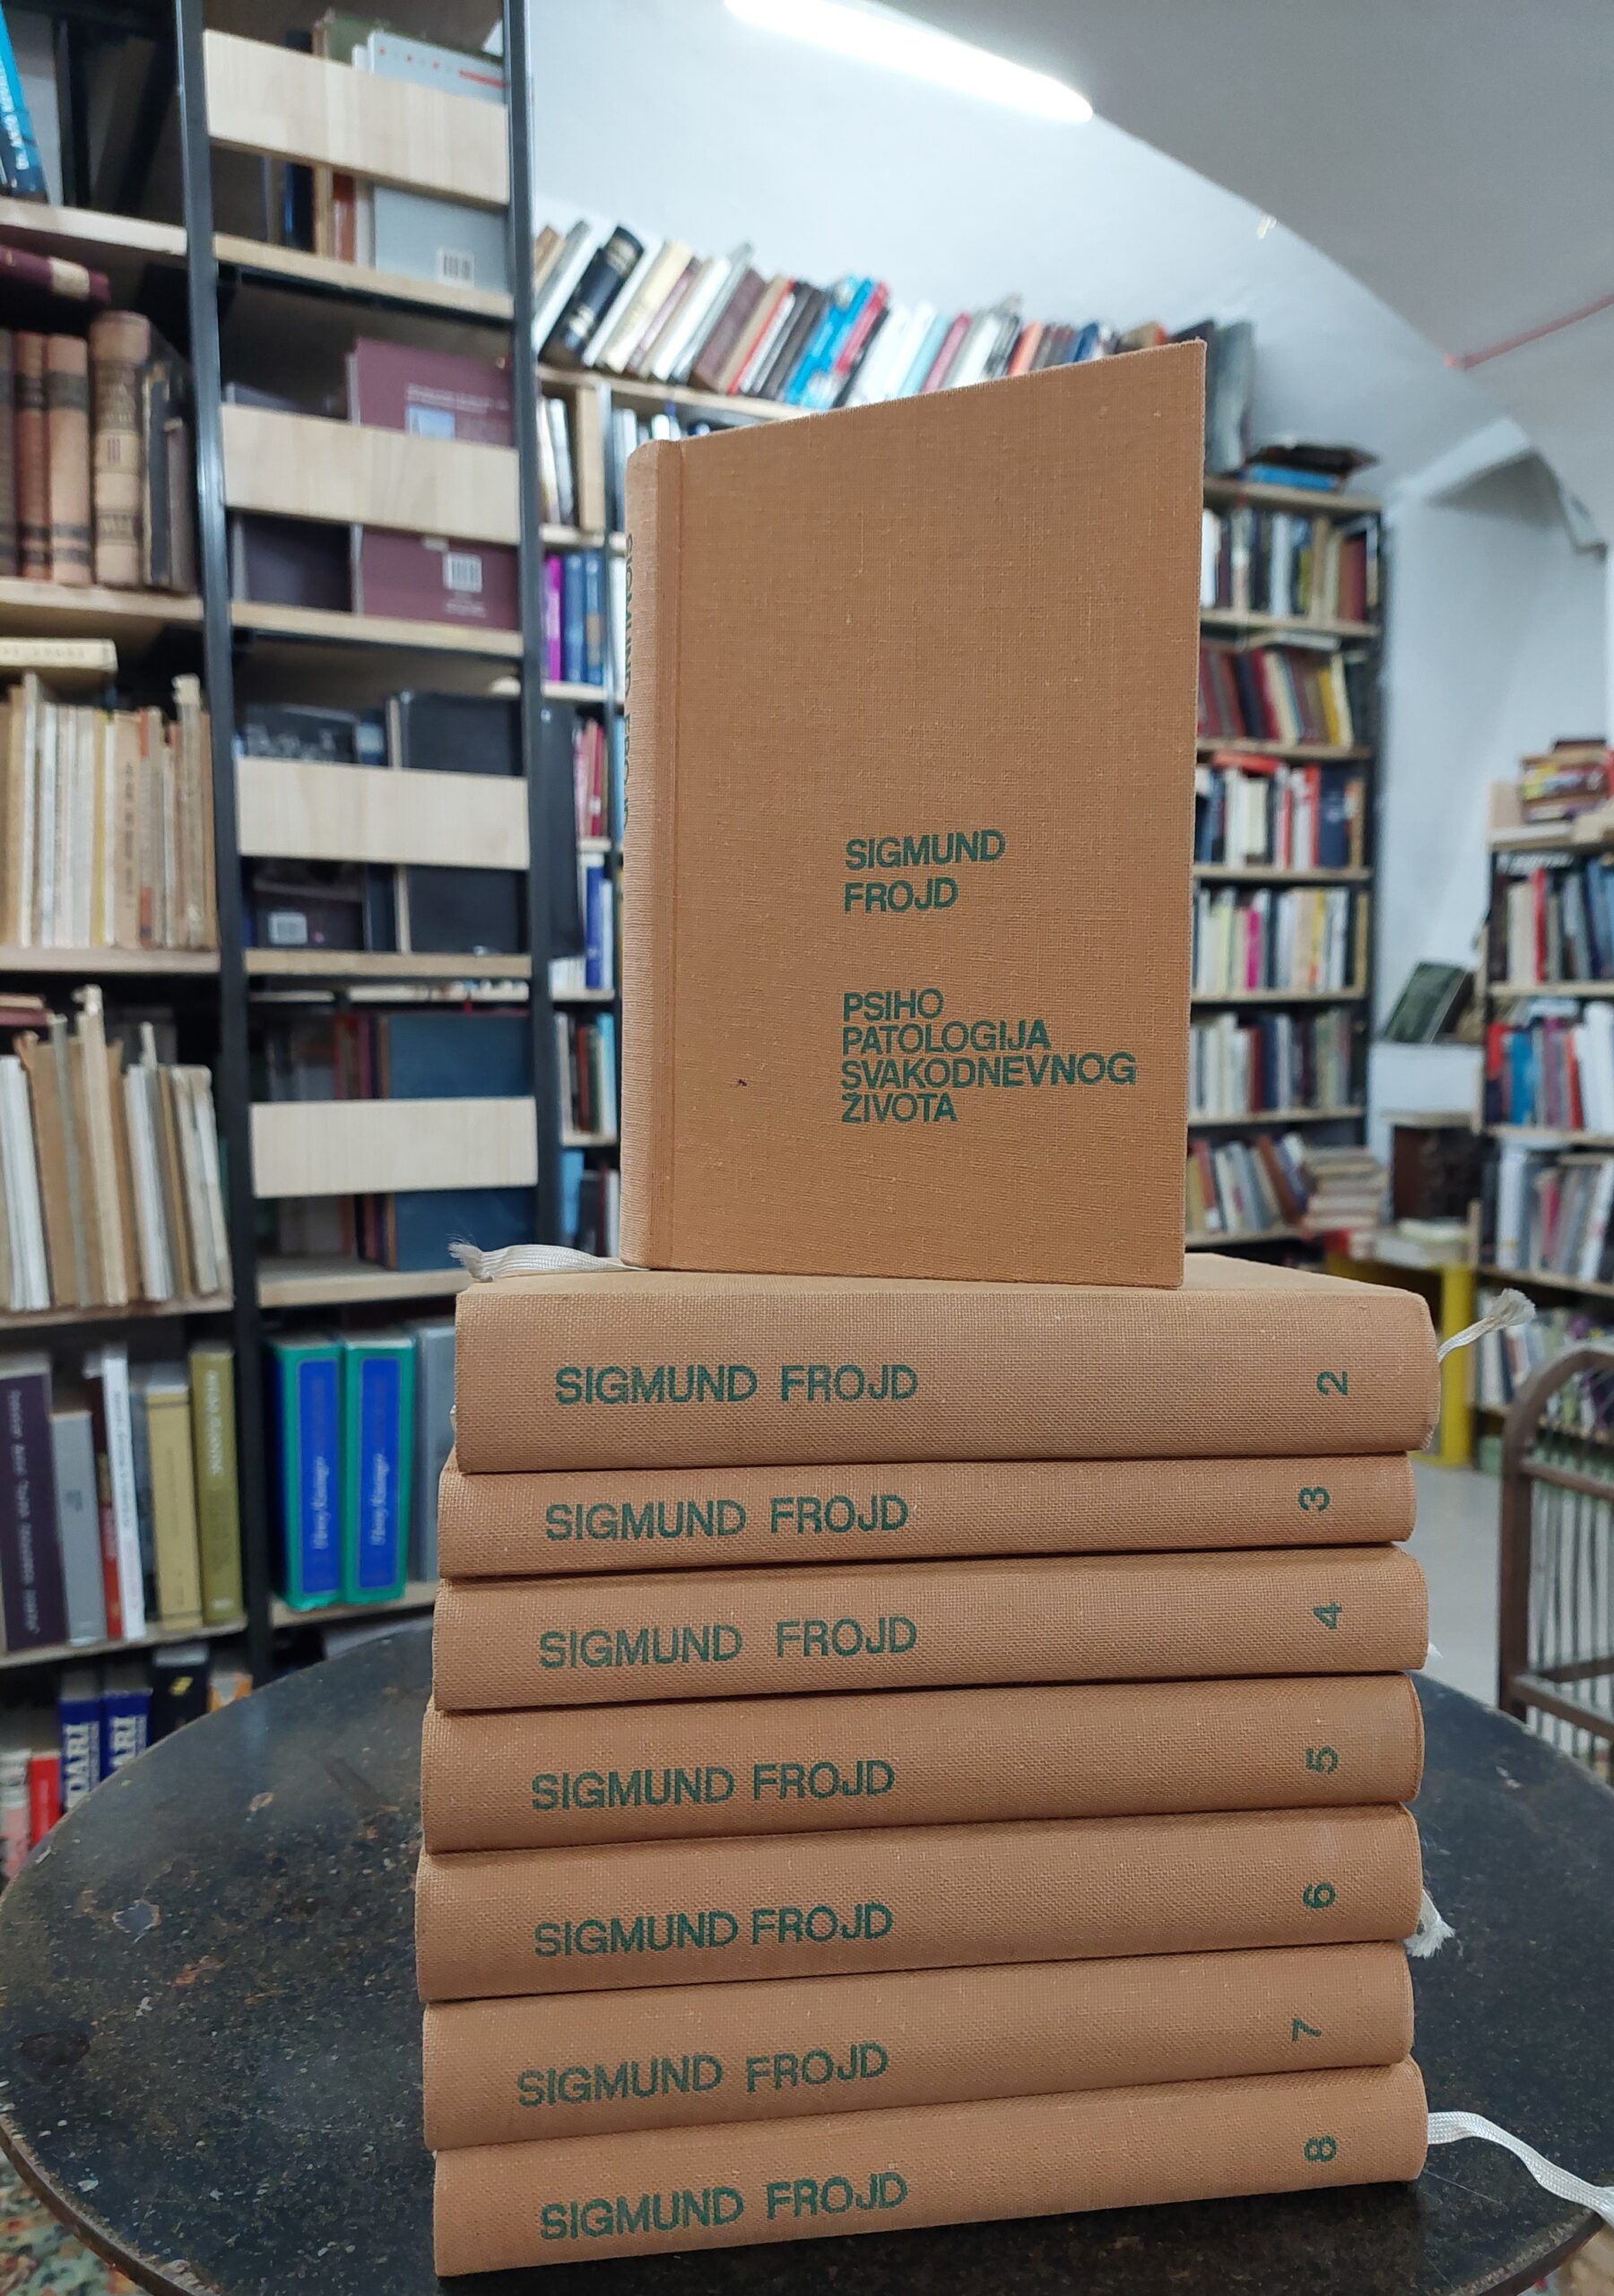 SIGMUND
FROJD
PSIHO
PATOLOGIJA
SVAKODNEVNOG
ŽIVOTA
SIGMUND FROJD 2
SIGMUND FROJD 3
SIGMUND FROJD 4
SIGMUND FROJD 5
SIGMUND FROJD 6
SIGMUND FROJD 7
SIGMUND FROJD 8